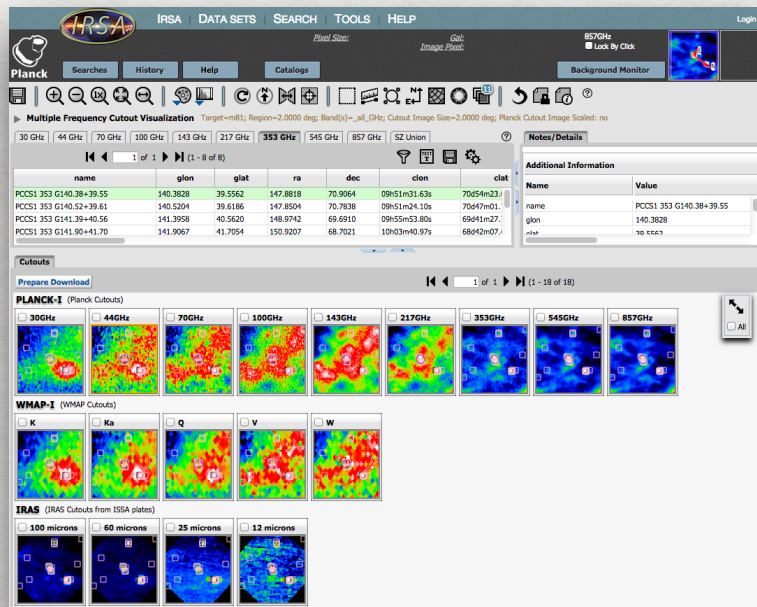 IRSA IRSA DATA SETS SEARCH TOOLS HELP Login
Pixel Size: Gal: 857GHz
Image Pixel: Lock By Click
Planck Searches History Help Catalogs Background Monitor
11
Multiple Frequency Cutout Visualization Target=m81; Region=2.0000 deg; Band(s)=_all_GHz; Cutout Image Size=2.0000 deg; Planck Cutout Image Scaled: no
30 GHz 44 GHz 70 GHz 100 GHz 143 GHz 217 GHz 353 GHz 545 GHz 857 GHz SZ Union Notes/Details
1 of 1 (1 - 8 of 8) TEXT
Additional Information
name glon glat ra dec clon clat Name Value
PCCS1 353 G140.38+39.55 140.3828 39.5562 147.8818 70.9064 09h51m31.63s 70d54m23. name PCCS1 353 G140.38+39.55
PCCS1 353 G140.52+39.61 140.5204 39.6186 147.8504 70.7838 09h51m24.10s 70d47m01. glon 140.3828
PCCS1 353 G141.39+40.56 141.3958 40.5620 148.9742 69.6910 09h55m53.80s 69d41m27. glat 39.5562
PCCS1 353 G141.90+41.70 141.9067 41.7054 150.9207 68.7021 10h03m40.97s 68d42m07.
Cutouts
Prepare Download 1 of 1 (1 - 18 of 18)
PLANCK-I (Planck Cutouts)
30GHz 44GHz 70GHz 100GHz 143GHz 217GHz 353GHz 545GHz 857GHz All
WMAP-I (WMAP Cutouts)
K Ka Q V W
IRAS (IRAS Cutouts from ISSA plates)
100 microns 60 microns 25 microns 12 microns